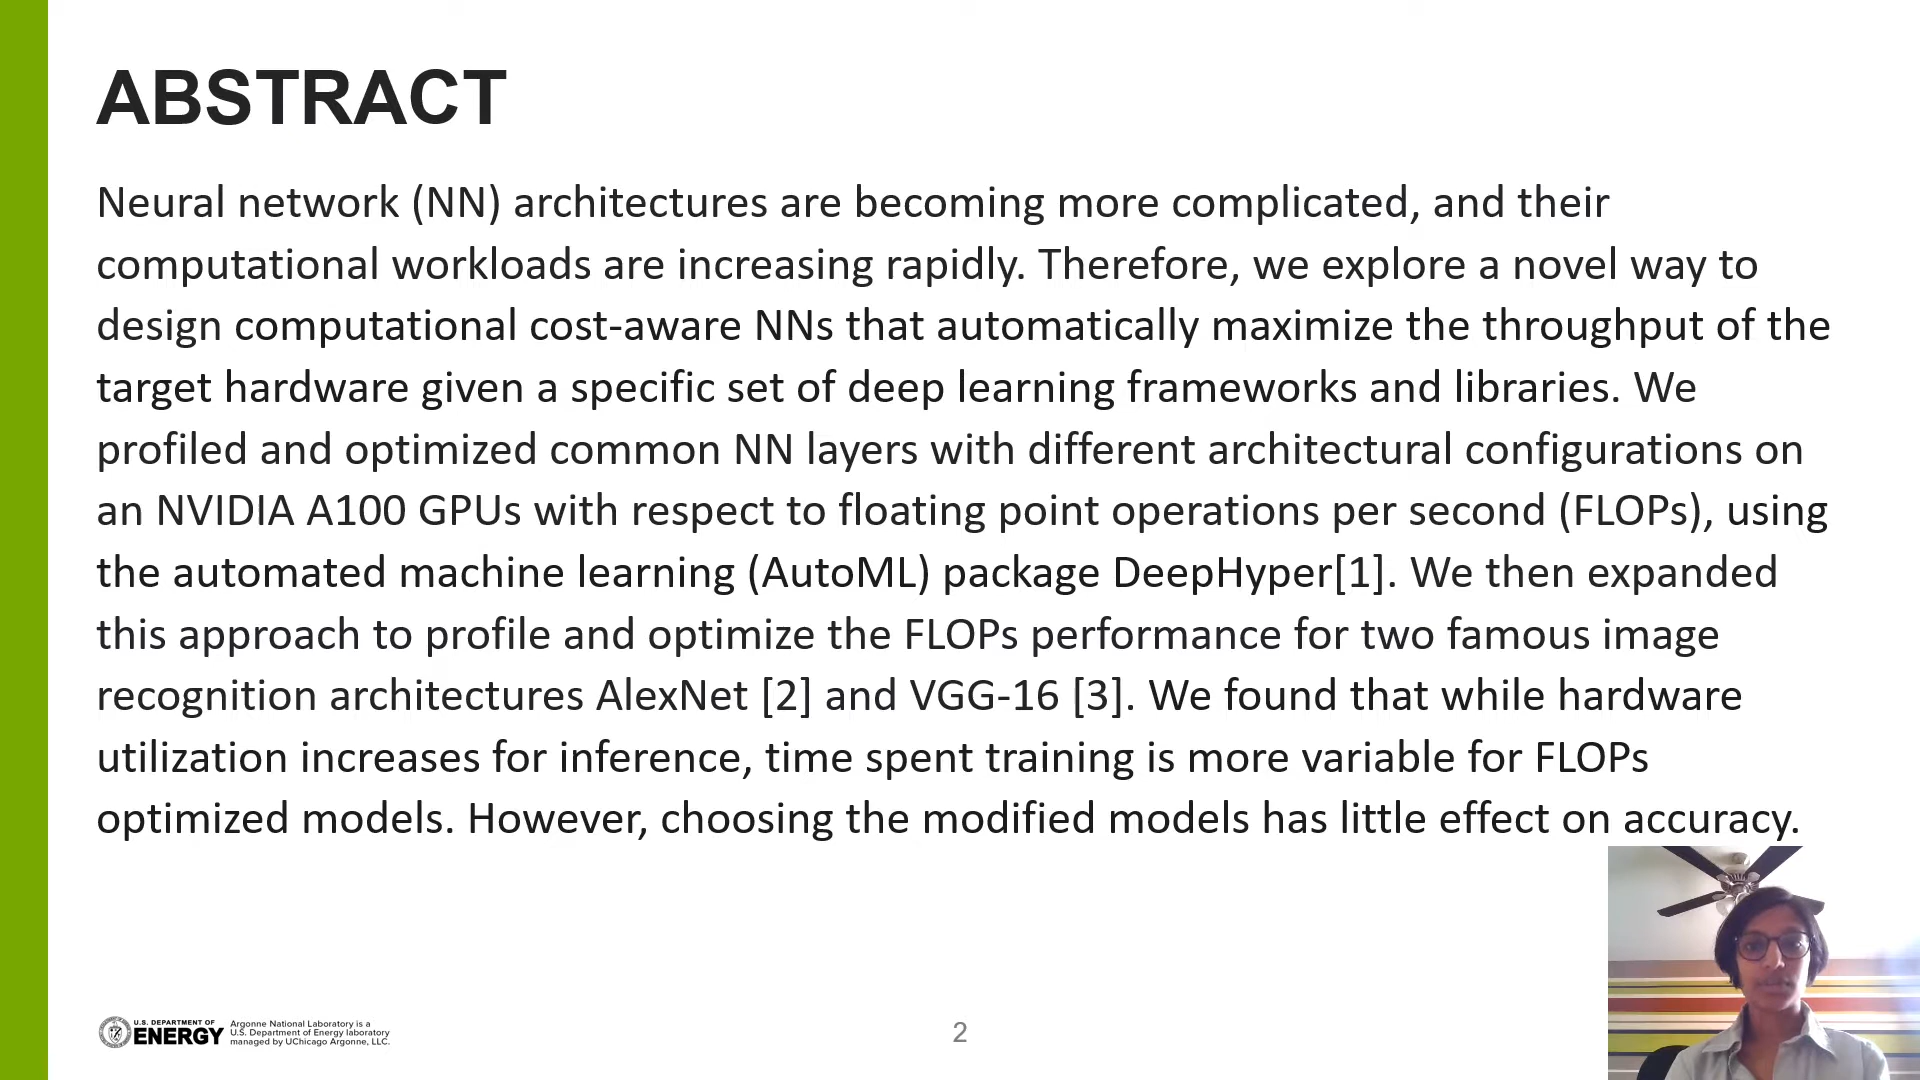 ABSTRACT
Neural network (NN) architectures are becoming more complicated, and their
computational workloads are increasing rapidly. Therefore, we explore a novel way to
design computational cost-aware NNs that automatically maximize the throughput of the
target hardware given a specific set of deep learning frameworks and libraries. We
profiled and optimized common NN layers with different architectural configurations on
an NVIDIA A100 GPUs with respect to floating point operations per second (FLOPs), using
the automated machine learning (AutoML) package DeepHyper[1]. We then expanded
this approach to profile and optimize the FLOPs performance for two famous image
recognition architectures AlexNet [2] and VGG-16 [3]. We found that while hardware
utilization increases for inference, time spent training is more variable for FLOPs
optimized models. However, choosing the modified models has little effect on accuracy.
U.S. DEPARTMENT OF
ENERGY
Argonne National Laboratory is a
U.S. Department of Energy laboratory
managed by UChicago Argonne, LLC.
2